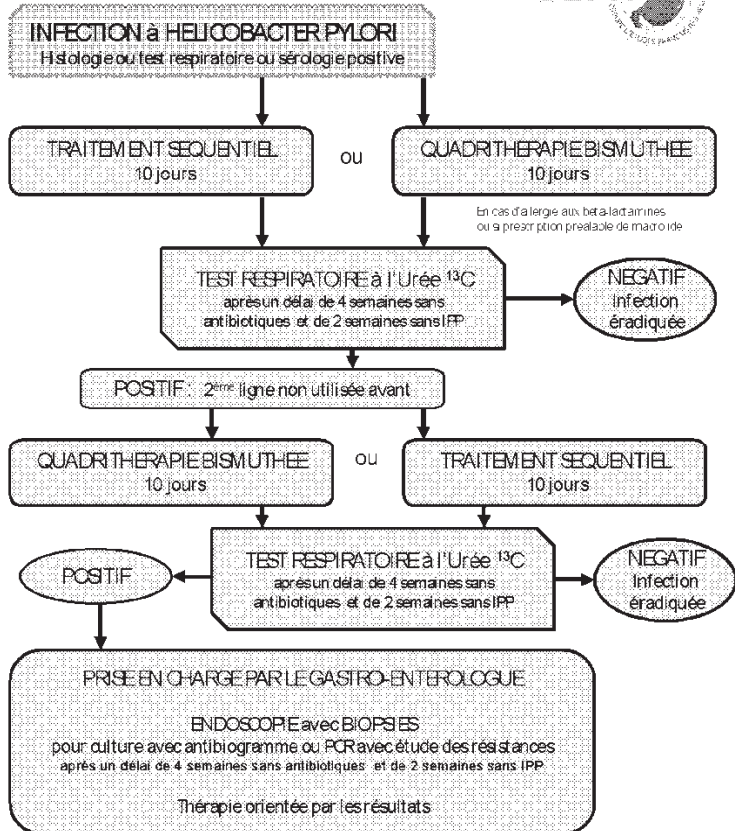 INFECTION à HELICOBACTER PYLORI
Histologie ou test respiratoire ou sérologie positive
TRAITEMENT SEQUENTIEL
10 jours
ou
QUADRITHERAPIE BISMUTHEE
10 jours
En cas d'allergie aux beta-lactamines
ou si prescription prealable de macrolide
TEST RESPIRATOIRE à l'Urée ¹³C
après un délai de 4 semaines sans
antibiotiques et de 2 semaines sans IPP
NEGATIF
Infection
éradiquée
POSITIF : 2ème ligne non utilisée avant
QUADRITHERAPIE BISMUTHEE
10 jours
ou
TRAITEMENT SEQUENTIEL
10 jours
POSITIF
TEST RESPIRATOIRE à l'Urée ¹³C
après un délai de 4 semaines sans
antibiotiques et de 2 semaines sans IPP
NEGATIF
Infection
éradiquée
PRISE EN CHARGE PAR LE GASTRO-ENTEROLOGUE
ENDOSCOPIE avec BIOPSIES
pour culture avec antibiogramme ou PCR avec étude des résistances
après un délai de 4 semaines sans antibiotiques et de 2 semaines sans IPP
Thérapie orientée par les résultats